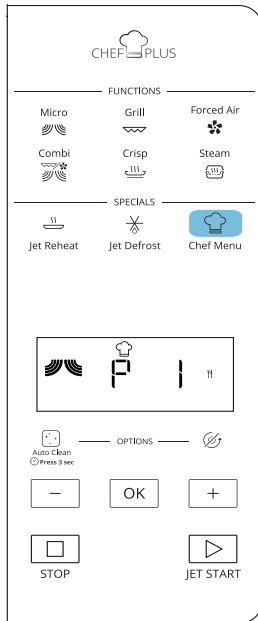 CHEF PLUS
FUNCTIONS
Micro Grill Forced Air
Combi Crisp Steam
SPECIALS
Jet Reheat Jet Defrost Chef Menu
P 1
Auto Clean
Press 3 sec
OPTIONS
− OK +
STOP JET START